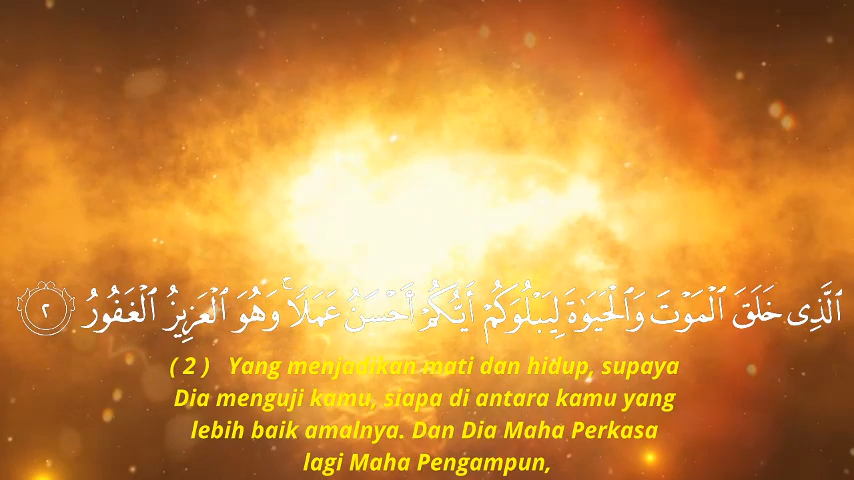 ٱلَّذِى خَلَقَ ٱلْمَوْتَ وَٱلْحَيَوٰةَ لِيَبْلُوَكُمْ أَيُّكُمْ أَحْسَنُ عَمَلًا ۚ وَهُوَ ٱلْعَزِيزُ ٱلْغَفُورُ ٢
( 2 ) Yang menjadikan mati dan hidup, supaya
Dia menguji kamu, siapa di antara kamu yang
lebih baik amalnya. Dan Dia Maha Perkasa
lagi Maha Pengampun,